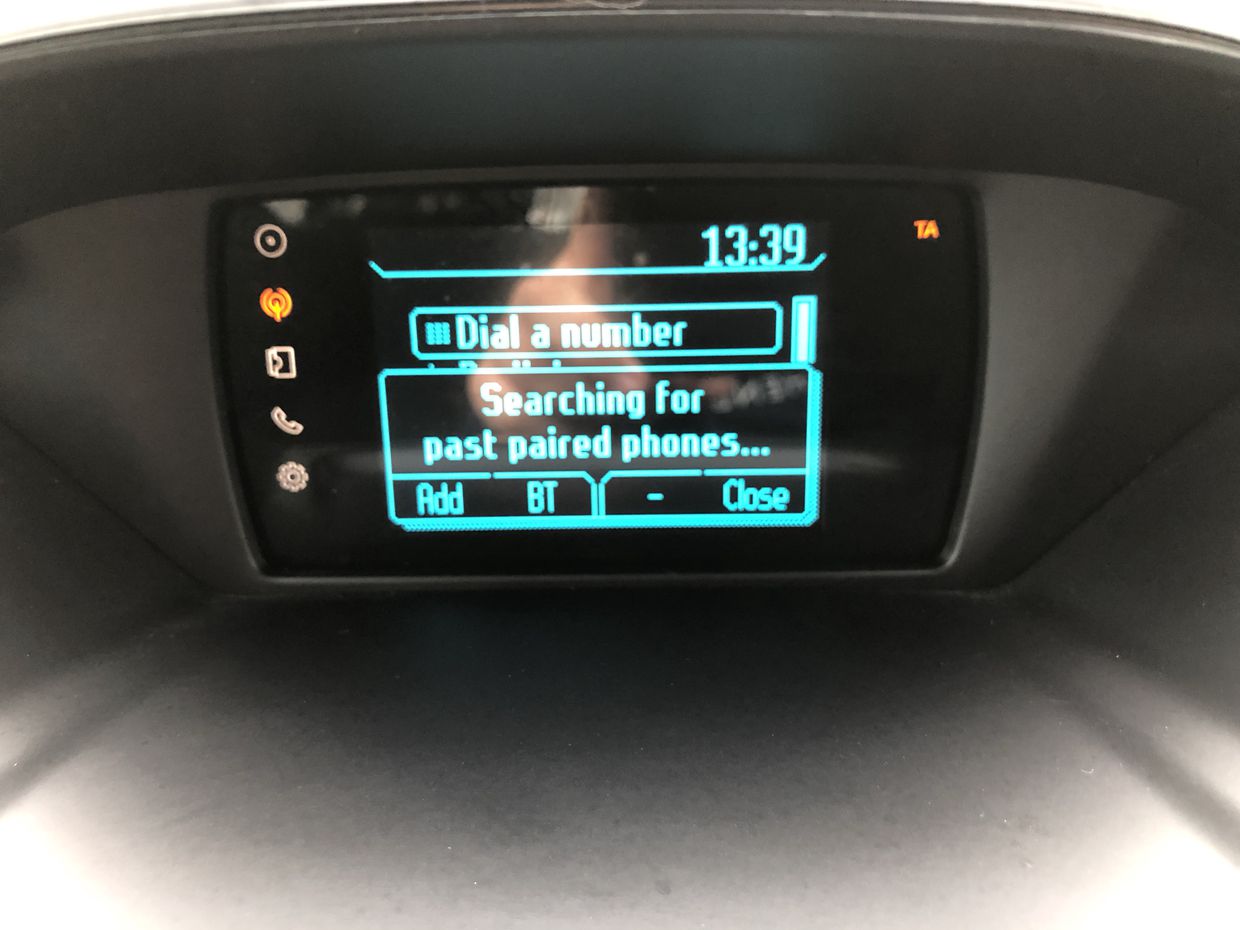 13:39
TA
Dial a number
Searching for
past paired phones...
Add BT - Close